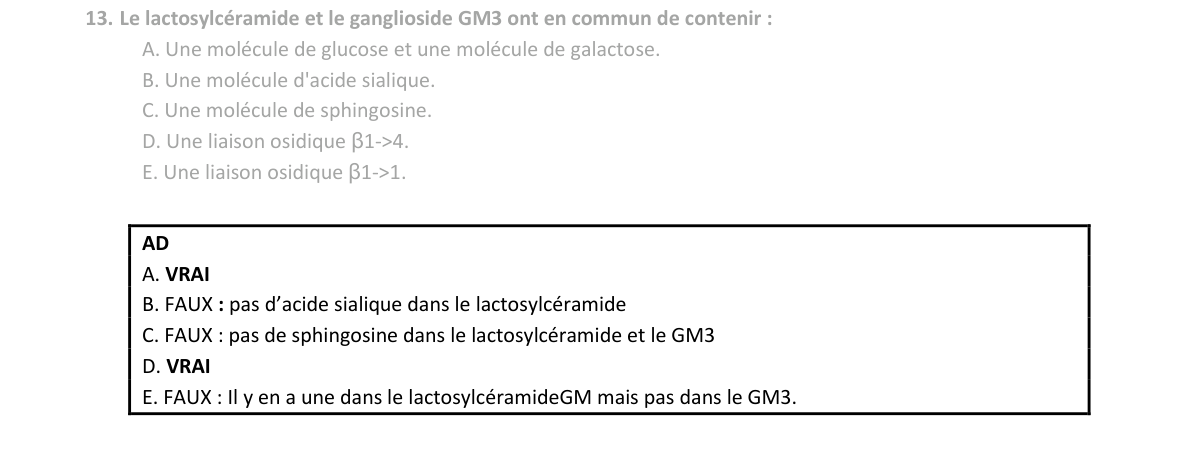 13. Le lactosylcéramide et le ganglioside GM3 ont en commun de contenir :
A. Une molécule de glucose et une molécule de galactose.
B. Une molécule d'acide sialique.
C. Une molécule de sphingosine.
D. Une liaison osidique β1->4.
E. Une liaison osidique β1->1.
AD
A. VRAI
B. FAUX : pas d’acide sialique dans le lactosylcéramide
C. FAUX : pas de sphingosine dans le lactosylcéramide et le GM3
D. VRAI
E. FAUX : Il y en a une dans le lactosylcéramideGM mais pas dans le GM3.